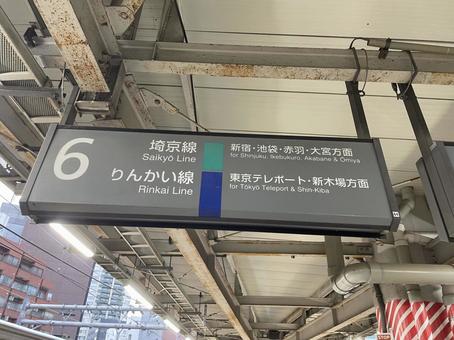 6
埼京線
Saikyō Line
新宿・池袋・赤羽・大宮方面
for Shinjuku, Ikebukuro, Akabane & Ōmiya
りんかい線
Rinkai Line
東京テレポート・新木場方面
for Tōkyō Teleport & Shin-Kiba